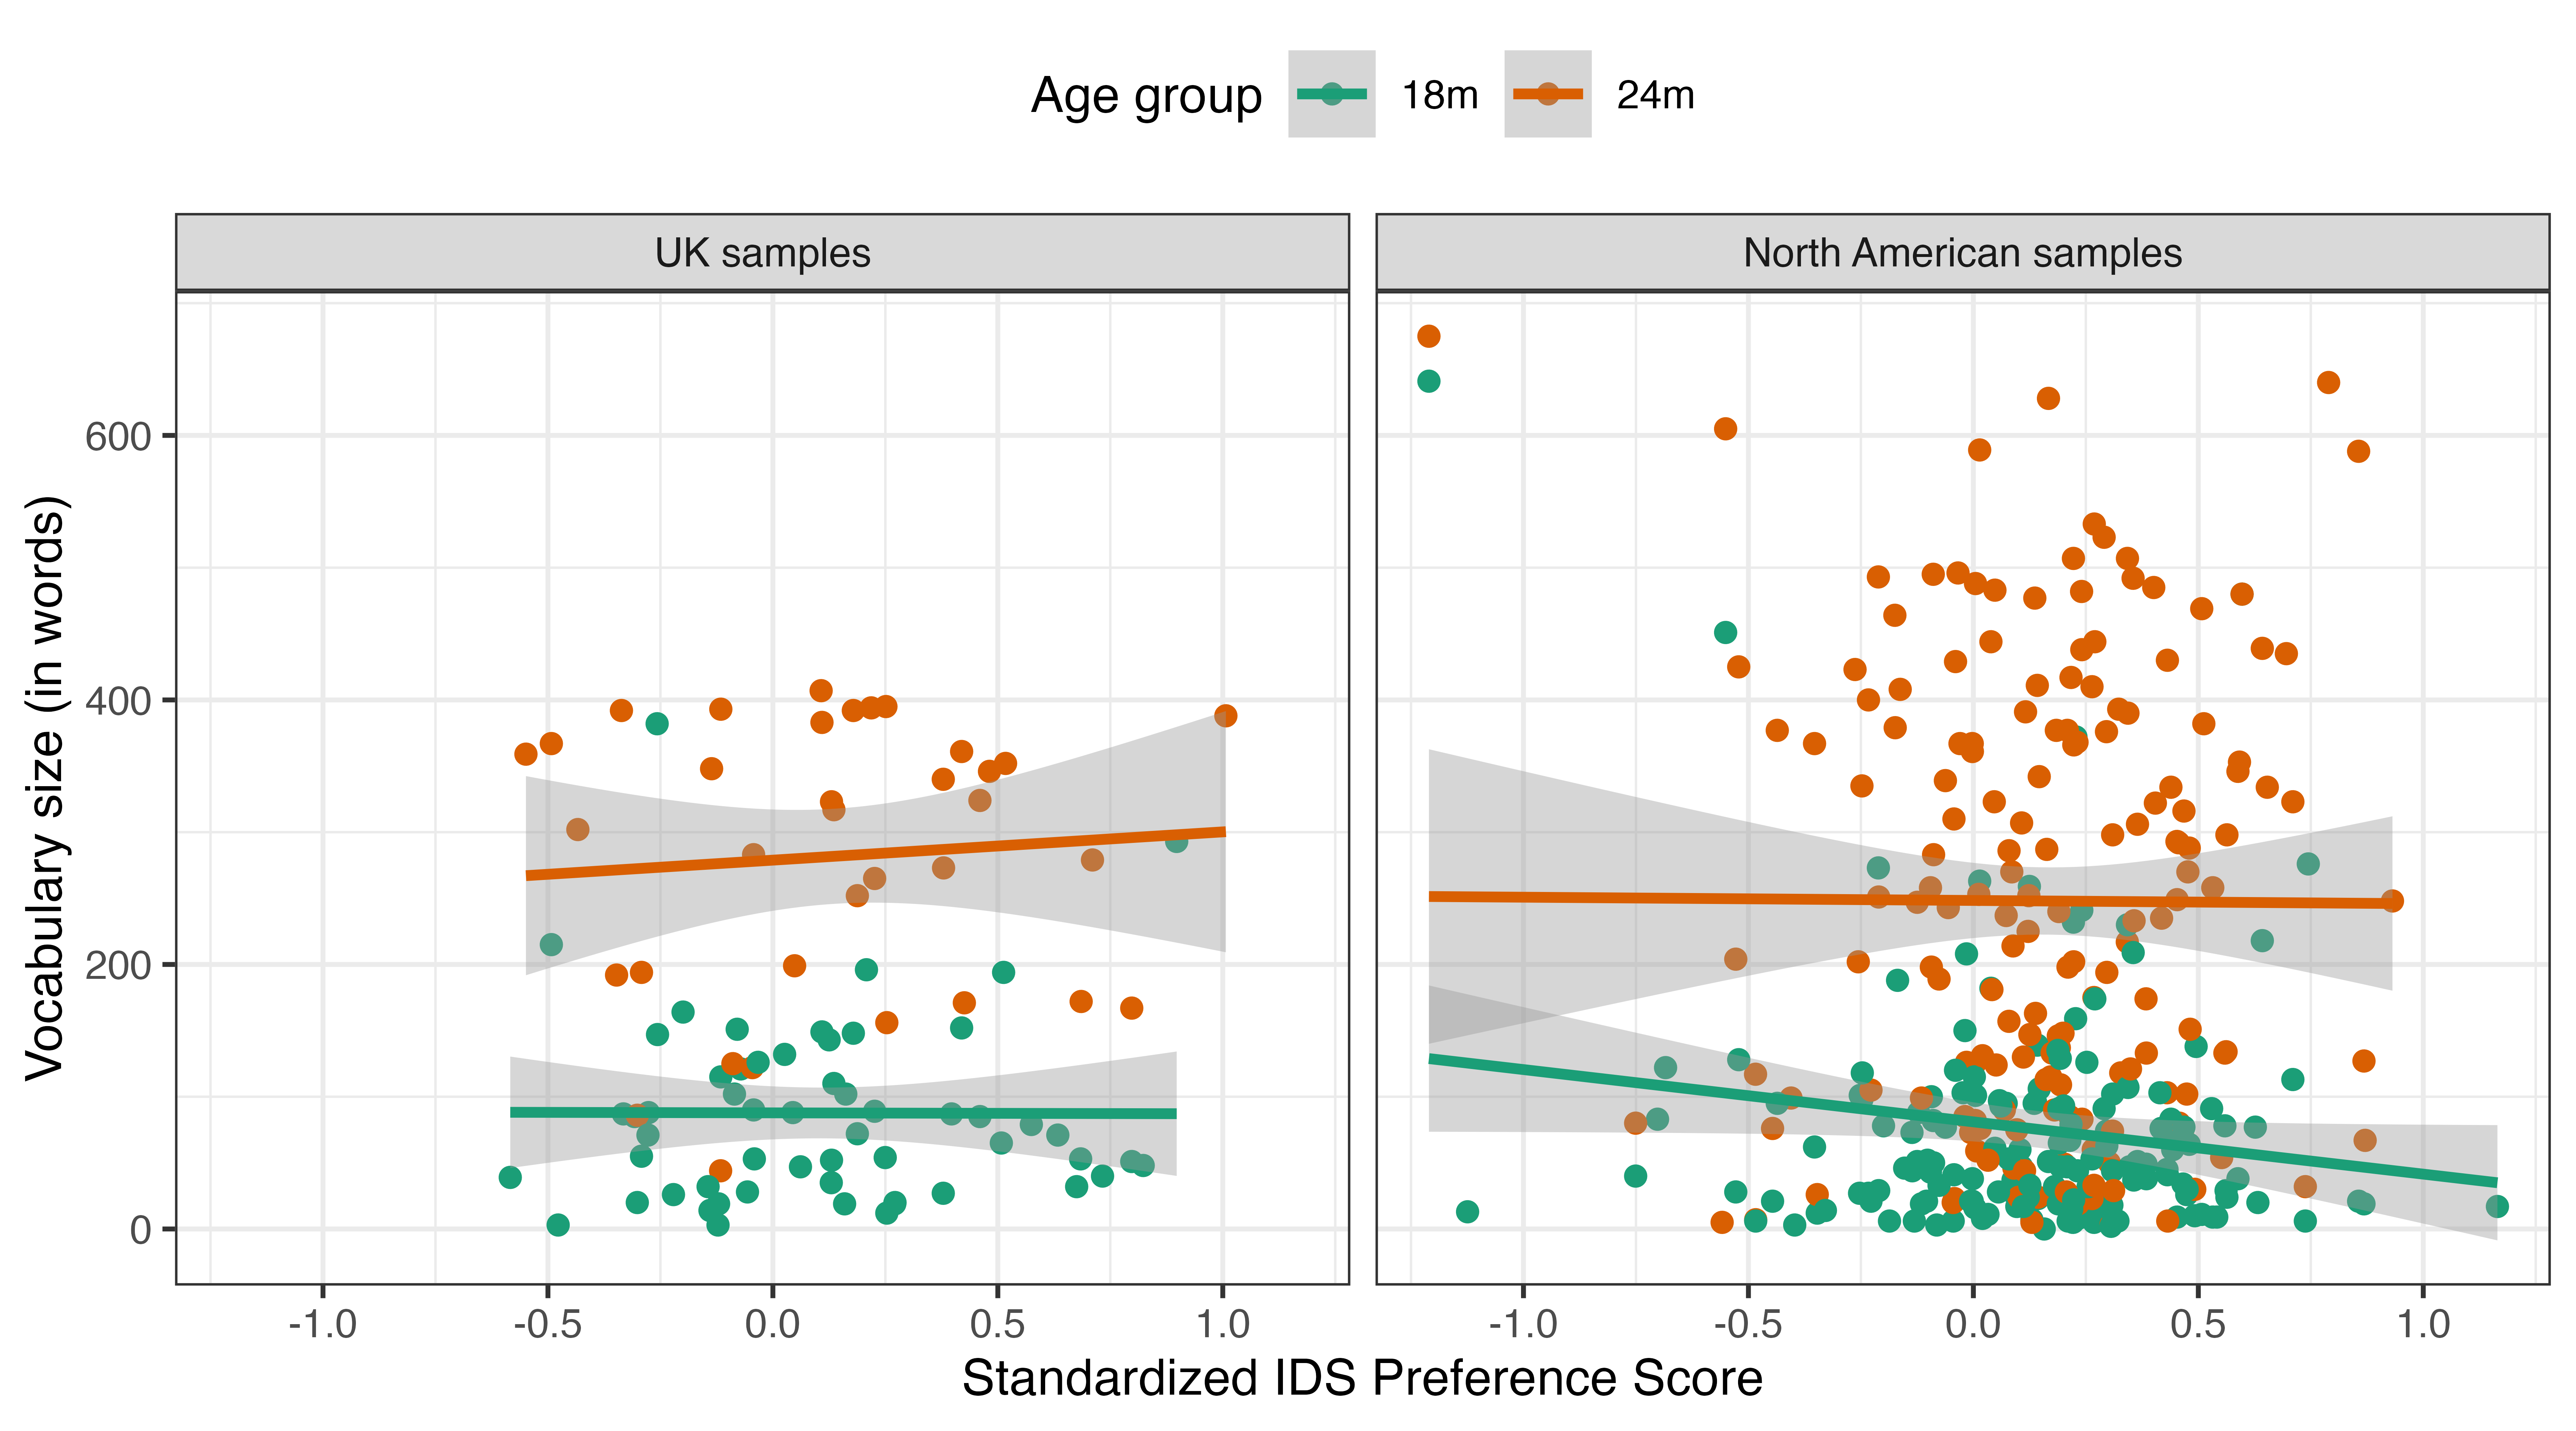 Age group 18m 24m
UK samples North American samples
Vocabulary size (in words)
600
400
200
0
-1.0 -0.5 0.0 0.5 1.0 -1.0 -0.5 0.0 0.5 1.0
Standardized IDS Preference Score